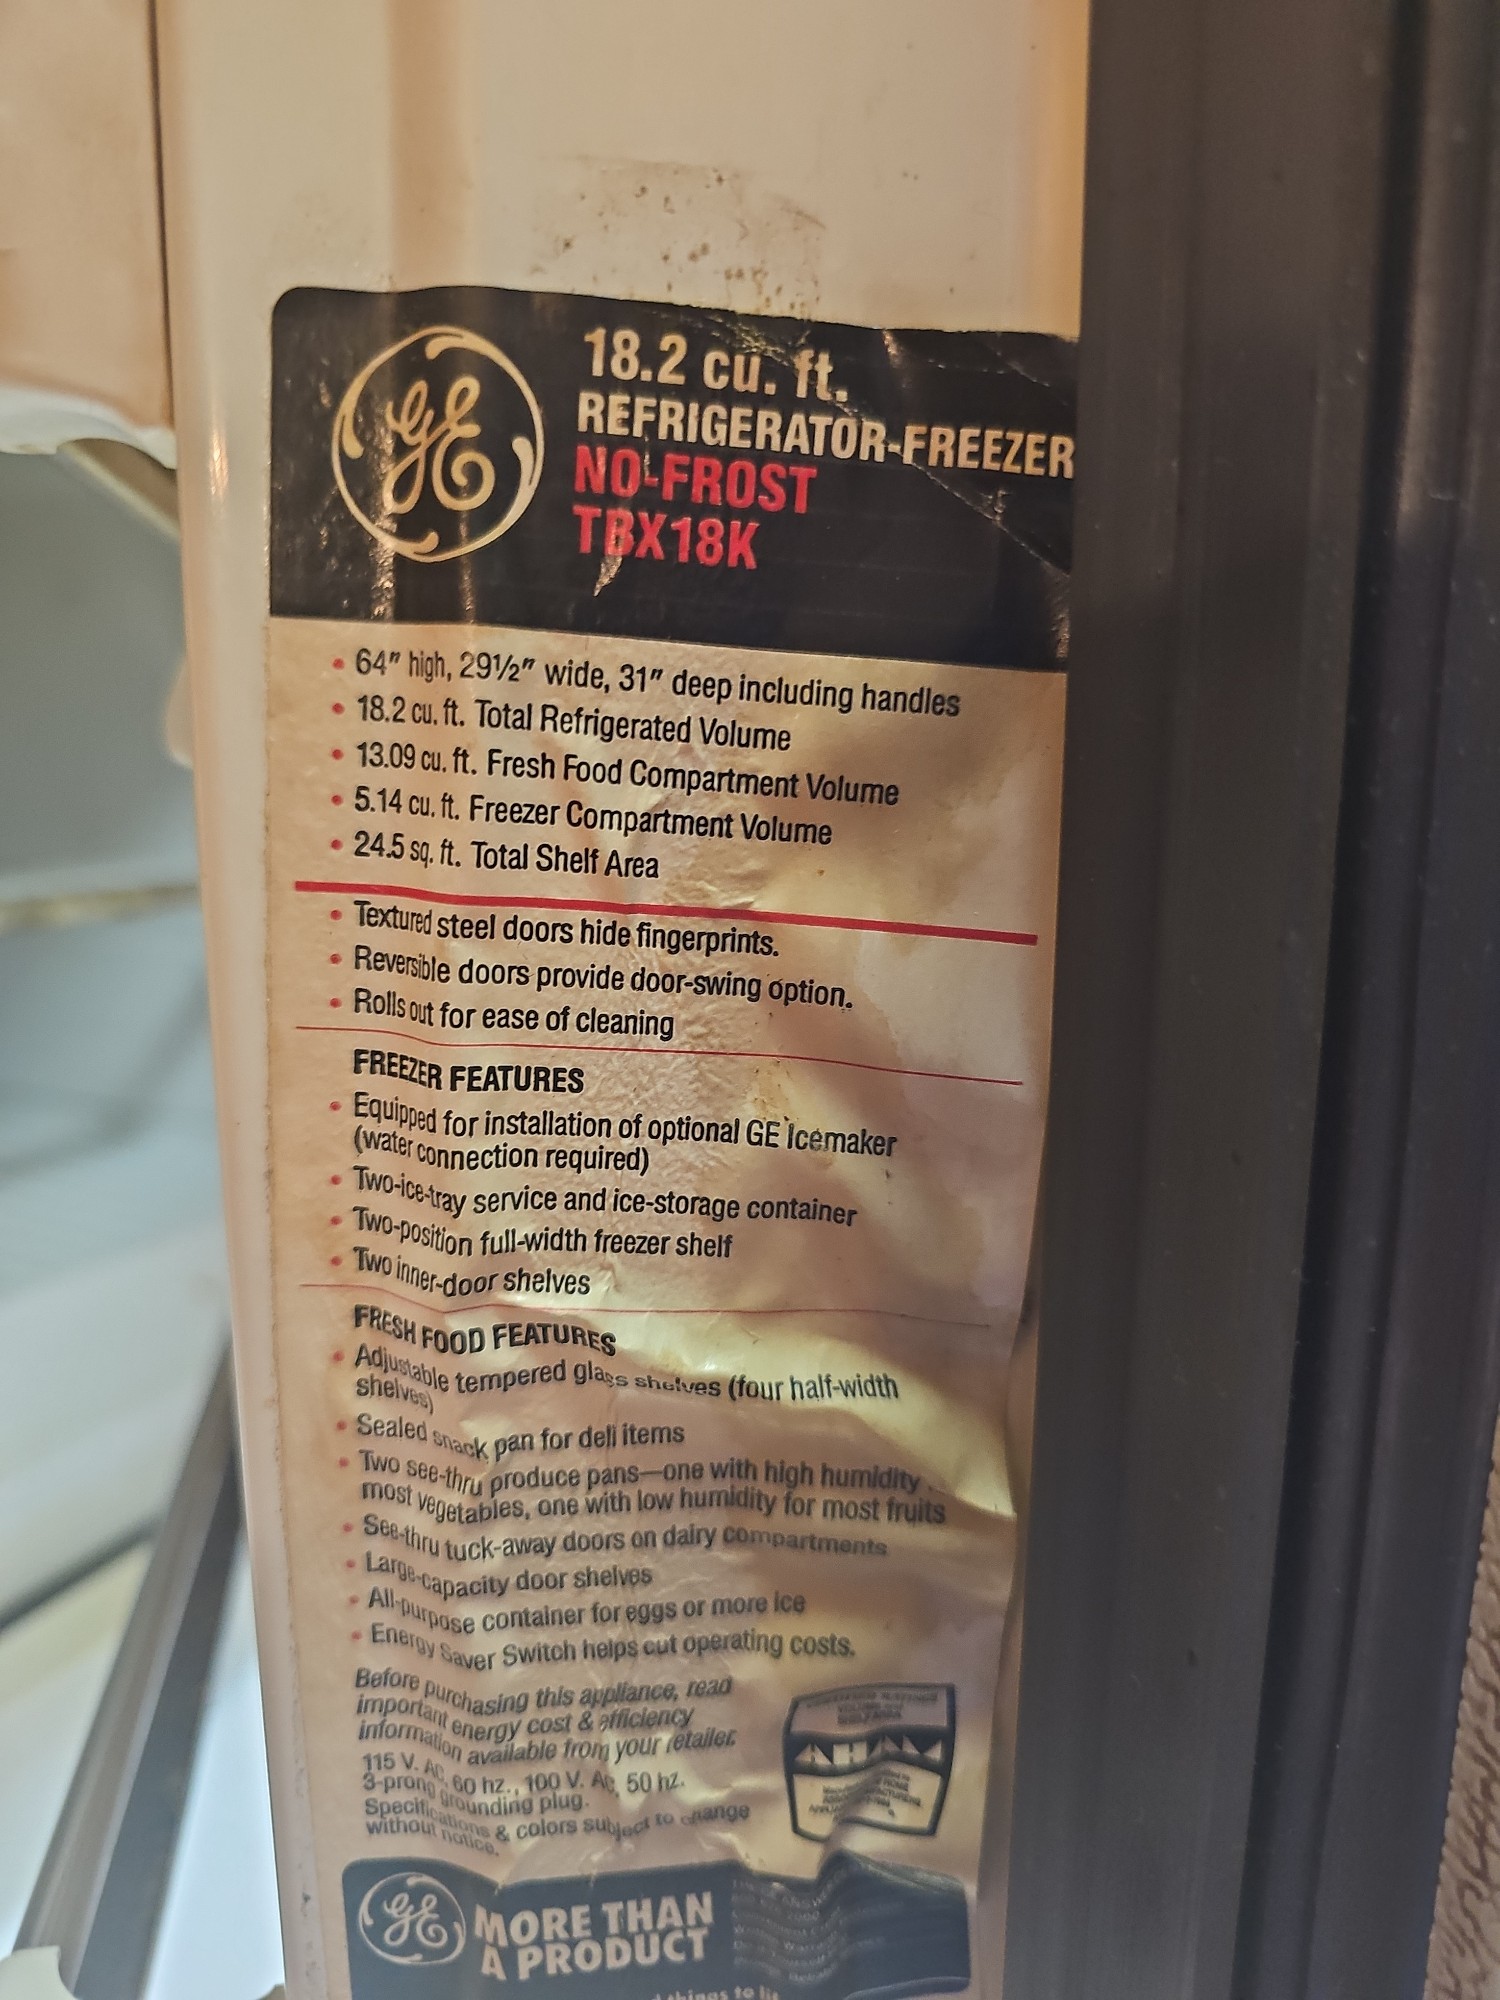 GE
18.2 cu. ft.
REFRIGERATOR-FREEZER
NO-FROST
TBX18K
• 64″ high, 29½″ wide, 31″ deep including handles
• 18.2 cu. ft. Total Refrigerated Volume
• 13.09 cu. ft. Fresh Food Compartment Volume
• 5.14 cu. ft. Freezer Compartment Volume
• 24.5 sq. ft. Total Shelf Area
• Textured steel doors hide fingerprints.
• Reversible doors provide door-swing option.
• Rolls out for ease of cleaning
FREEZER FEATURES
• Equipped for installation of optional GE Icemaker
(water connection required)
• Two-ice-tray service and ice-storage container
• Two-position full-width freezer shelf
• Two inner-door shelves
FRESH FOOD FEATURES
• Adjustable tempered glass shelves (four half-width
shelves)
• Sealed snack pan for deli items
• Two see-thru produce pans—one with high humidity
most vegetables, one with low humidity for most fruits
• See-thru tuck-away doors on dairy compartments
• Large-capacity door shelves
• All-purpose container for eggs or more ice
• Energy Saver Switch helps cut operating costs.
Before purchasing this appliance, read
important energy cost & efficiency
information available from your retailer.
115 V. AC, 60 hz., 100 V. AC, 50 hz.
3-prong grounding plug.
Specifications & colors subject to change
without notice.
AHAM
GE
MORE THAN
A PRODUCT
things to